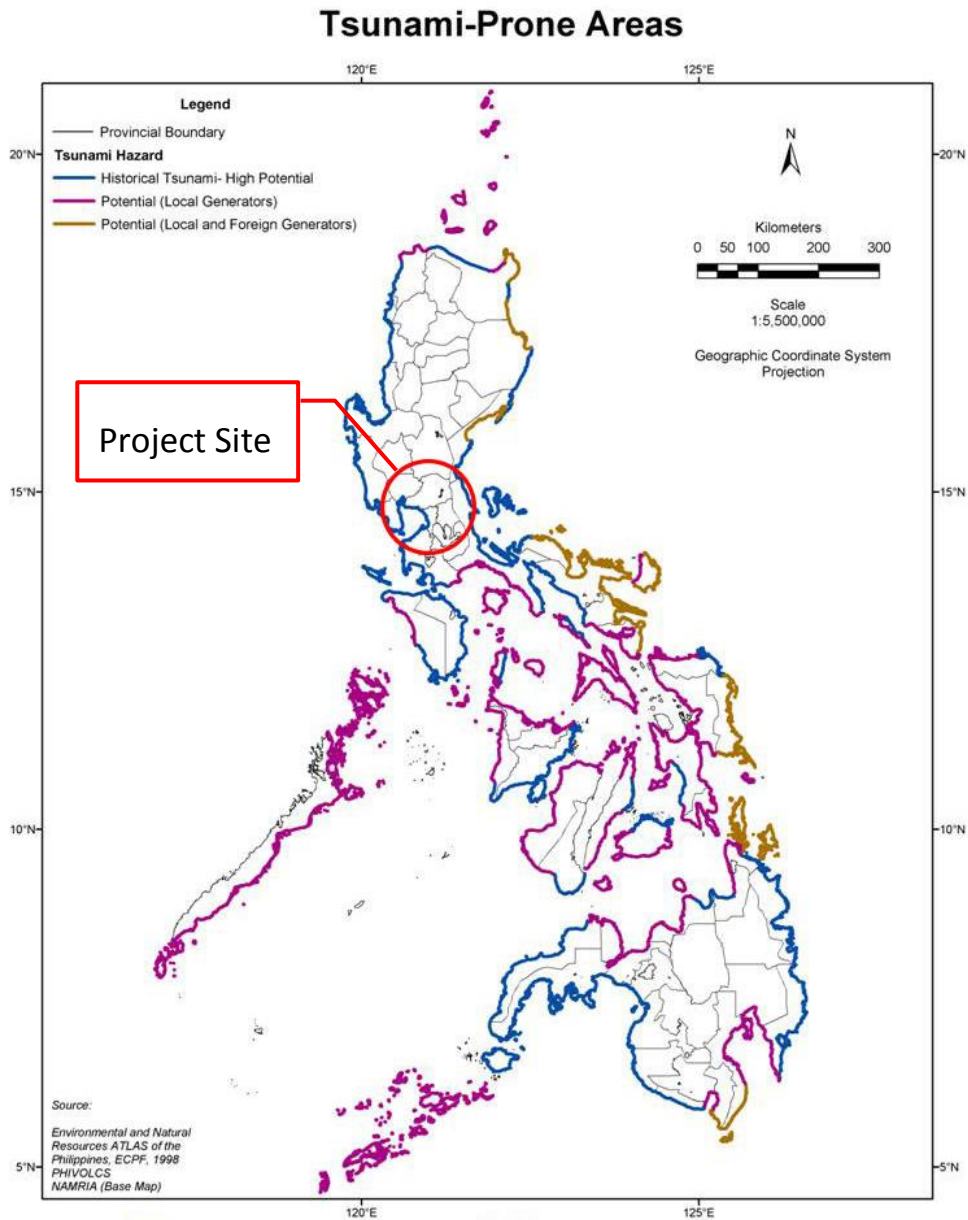 Tsunami-Prone Areas
120°E
125°E
Legend
Provincial Boundary
Tsunami Hazard
Historical Tsunami- High Potential
Potential (Local Generators)
Potential (Local and Foreign Generators)
N
Kilometers
0 50 100 200 300
Scale
1:5,500,000
Geographic Coordinate System
Projection
20°N
20°N
Project Site
15°N
15°N
10°N
10°N
Source:
Environmental and Natural
Resources ATLAS of the
Philippines, ECPF, 1998
PHIVOLCS
NAMRIA (Base Map)
5°N
5°N
120°E
125°E